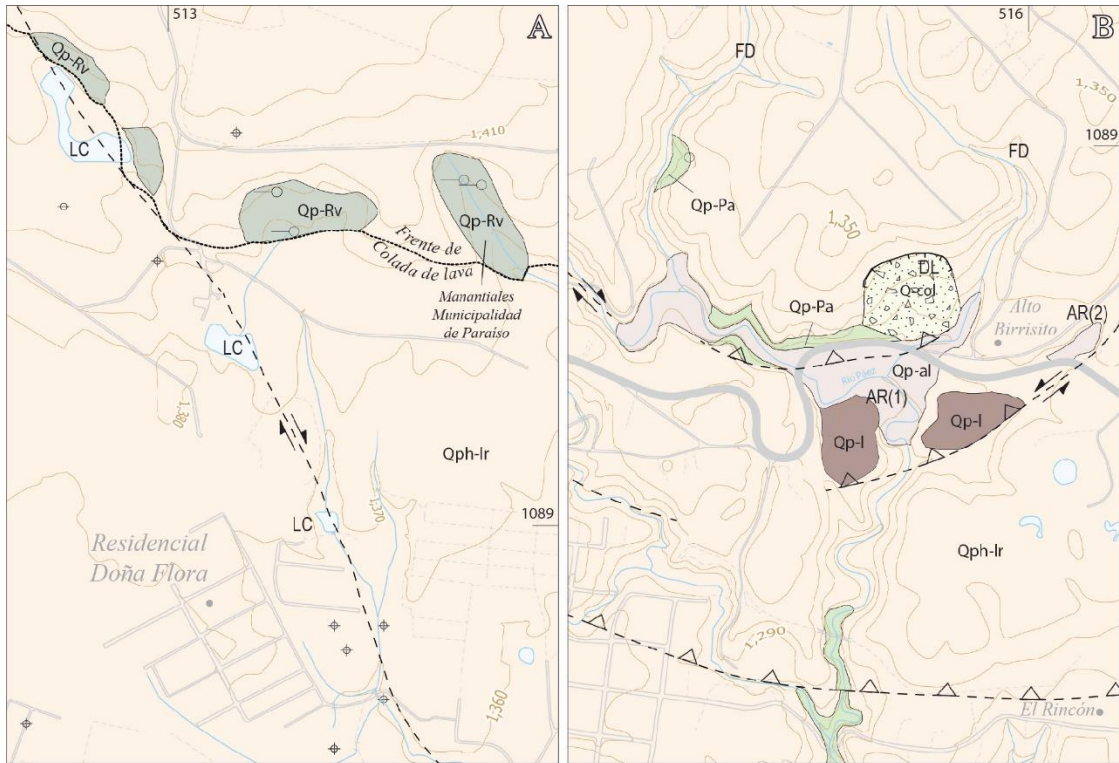 513
A
Qp-Rv
LC
1,410
Qp-Rv
Qp-Rv
Frente de
Colada de lava
Manantiales
Municipalidad
de Paraíso
LC
1,380
Qph-lr
1089
LC
1,370
Residencial
Doña Flora
1,360
516
B
FD
1,350
1089
FD
Qp-Pa
1,350
DL
Q-col
Qp-Pa
Alto
Birrisito
AR(2)
Qp-al
Río Páez
AR(1)
Qp-l
Qp-l
Qph-lr
1,290
El Rincón